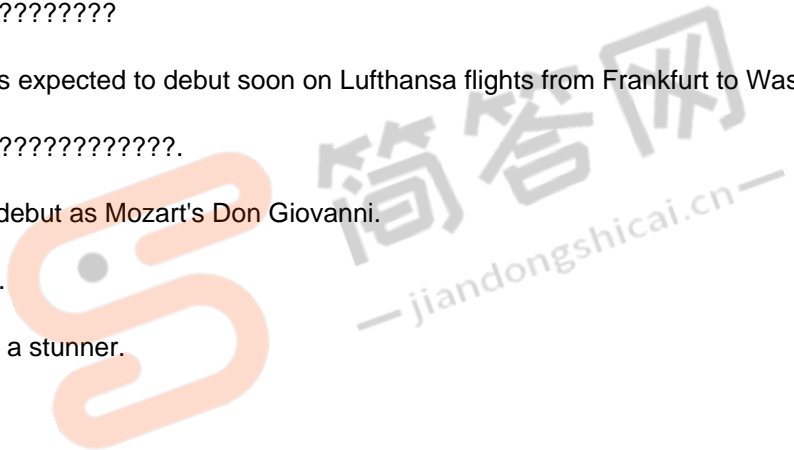 ????????
s expected to debut soon on Lufthansa flights from Frankfurt to Was
????????????.
debut as Mozart's Don Giovanni.
.
a stunner.
简答网
jiandongshicai.cn